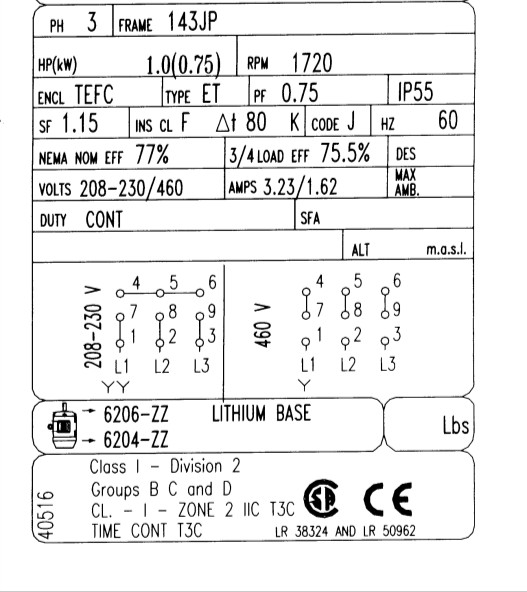 PH 3 FRAME 143JP
HP(kW) 1.0(0.75) RPM 1720
ENCL TEFC TYPE ET PF 0.75 IP55
SF 1.15 INS CL F Δt 80 K CODE J HZ 60
NEMA NOM EFF 77% 3/4 LOAD EFF 75.5% DES
VOLTS 208-230/460 AMPS 3.23/1.62 MAX AMB.
DUTY CONT SFA
ALT m.a.s.l.
208-230 V
4 5 6
7 8 9
1 2 3
L1 L2 L3
YY
460 V
4 5 6
7 8 9
1 2 3
L1 L2 L3
Y
→ 6206-ZZ LITHIUM BASE
→ 6204-ZZ
Lbs
40516
Class I - Division 2
Groups B C and D
CL. - I - ZONE 2 IIC T3C
TIME CONT T3C
SP CE
LR 38324 AND LR 50962